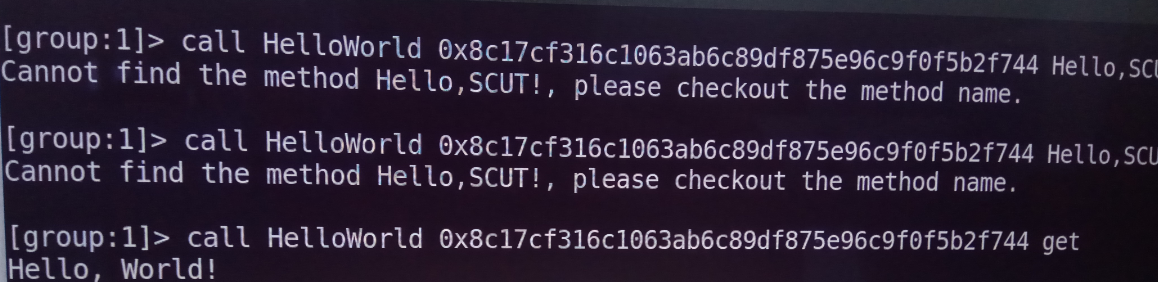 [group:1]> call HelloWorld 0x8c17cf316c1063ab6c89df875e96c9f0f5b2f744 Hello,SCU
Cannot find the method Hello,SCUT!, please checkout the method name.
[group:1]> call HelloWorld 0x8c17cf316c1063ab6c89df875e96c9f0f5b2f744 Hello,SCU
Cannot find the method Hello,SCUT!, please checkout the method name.
[group:1]> call HelloWorld 0x8c17cf316c1063ab6c89df875e96c9f0f5b2f744 get
Hello, World!